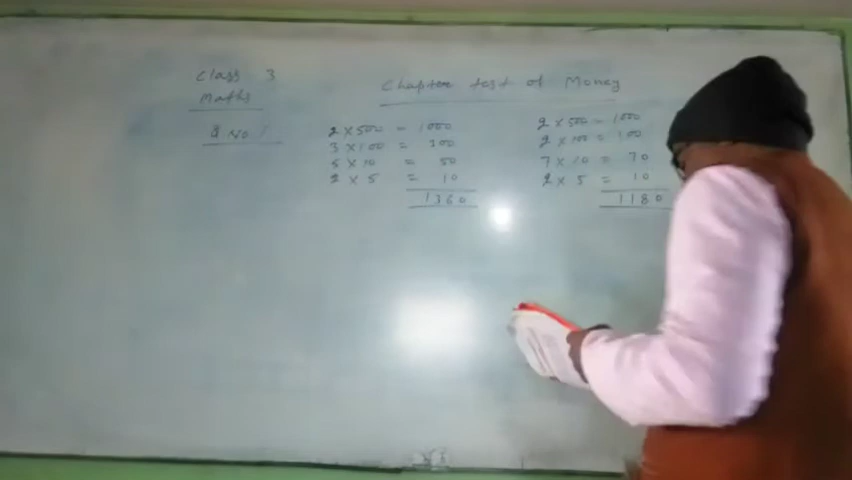 Class 3
Maths
Chapter test of Money
Q No 1
2 x 500 = 1000
3 x 100 = 300
5 x 10 = 50
2 x 5 = 10
1360
2 x 500 = 1000
2 x 100 = 100
7 x 10 = 70
2 x 5 = 10
1180